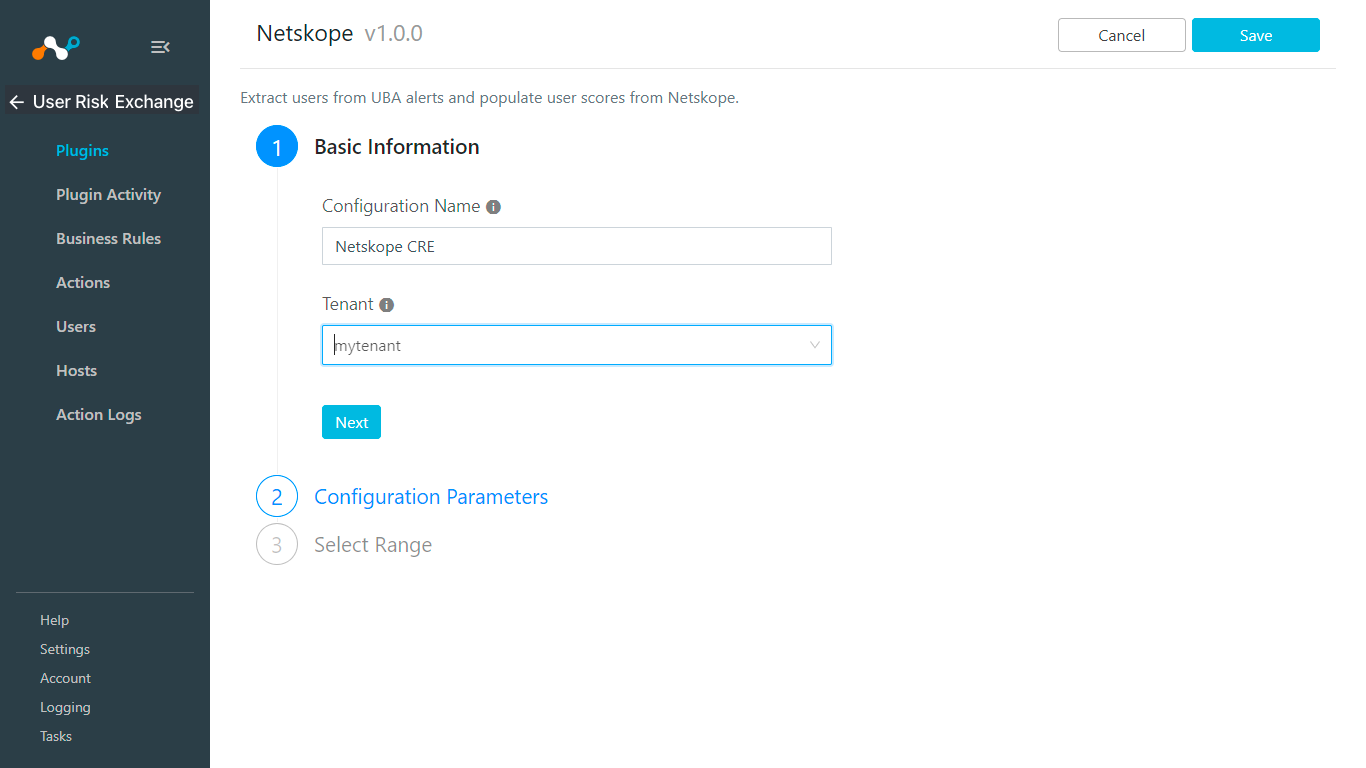 User Risk Exchange
Plugins
Plugin Activity
Business Rules
Actions
Users
Hosts
Action Logs
Help
Settings
Account
Logging
Tasks
Netskope v1.0.0
Cancel
Save
Extract users from UBA alerts and populate user scores from Netskope.
1 Basic Information
Configuration Name
Netskope CRE
Tenant
mytenant
Next
2 Configuration Parameters
3 Select Range